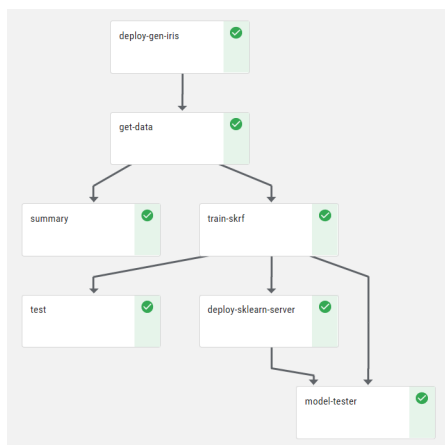 deploy-gen-iris
get-data
summary
train-skrf
test
deploy-sklearn-server
model-tester